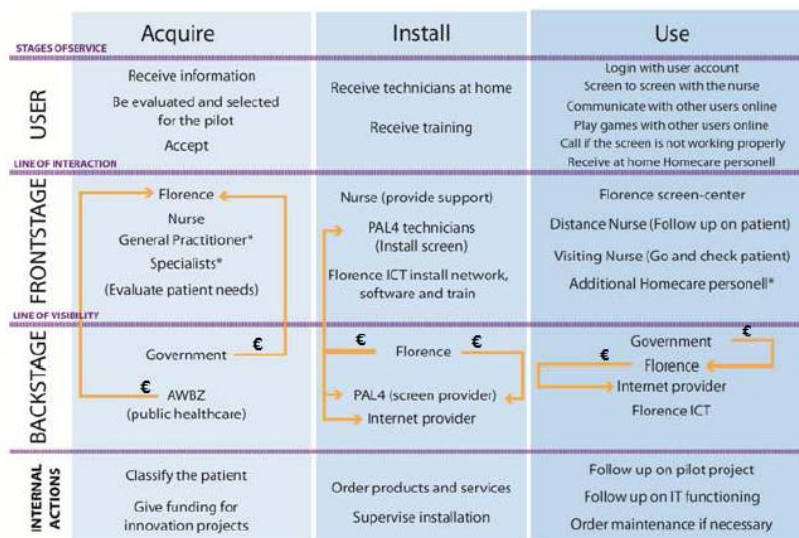 Acquire
Install
Use
STAGES OF SERVICE
USER
Receive information
Be evaluated and selected
for the pilot
Accept
Receive technicians at home
Receive training
Login with user account
Screen to screen with the nurse
Communicate with other users online
Play games with other users online
Call if the screen is not working properly
Receive at home Homecare personell
LINE OF INTERACTION
FRONTSTAGE
Florence
Nurse
General Practitioner*
Specialists*
(Evaluate patient needs)
Nurse (provide support)
PAL4 technicians
(Install screen)
Florence ICT install network,
software and train
Florence screen-center
Distance Nurse (Follow up on patient)
Visiting Nurse (Go and check patient)
Additional Homecare personell*
LINE OF VISIBILITY
BACKSTAGE
Government €
€ AWBZ
(public healthcare)
€ Florence €
PAL4 (screen provider)
Internet provider
Government €
€ Florence
Internet provider
Florence ICT
INTERNAL
ACTIONS
Classify the patient
Give funding for
innovation projects
Order products and services
Supervise installation
Follow up on pilot project
Follow up on IT functioning
Order maintenance if necessary